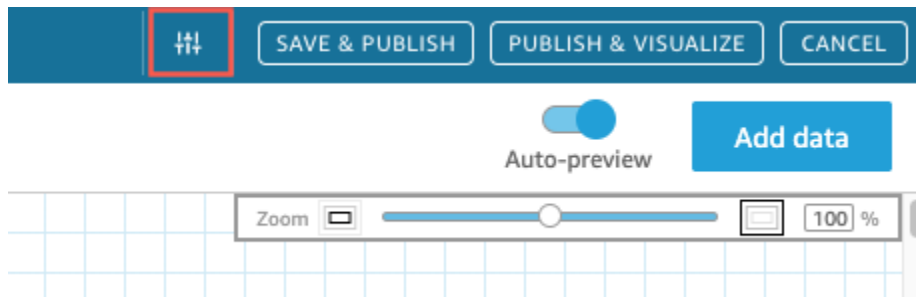 SAVE & PUBLISH PUBLISH & VISUALIZE CANCEL
Auto-preview Add data
Zoom 100 %